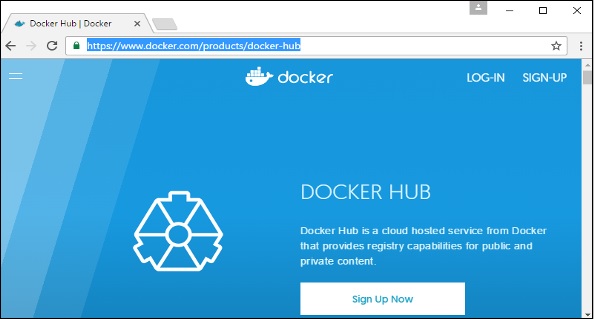 Docker Hub | Docker
https://www.docker.com/products/docker-hub
docker
LOG-IN SIGN-UP
DOCKER HUB
Docker Hub is a cloud hosted service from Docker
that provides registry capabilities for public and
private content.
Sign Up Now